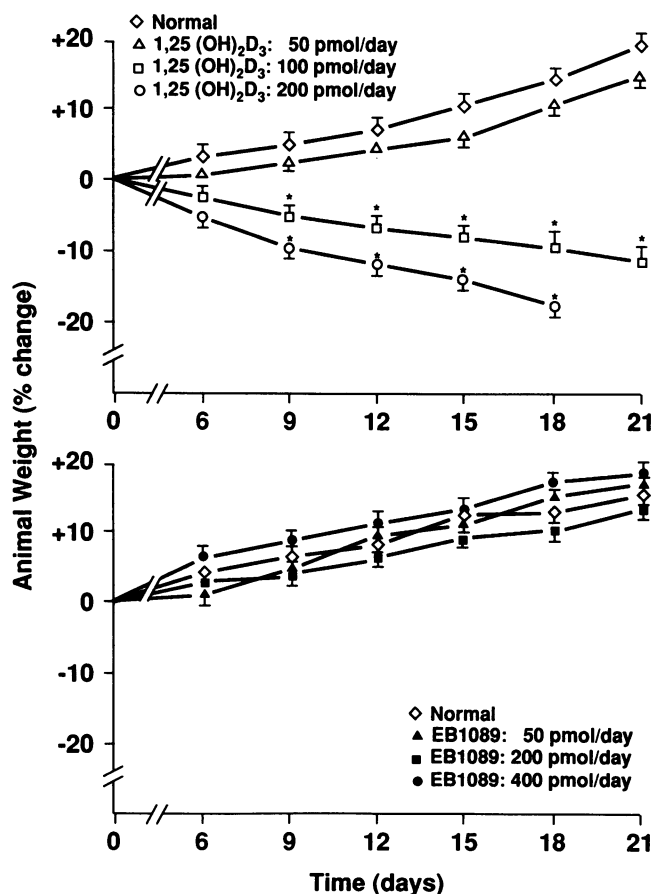 Animal Weight (% change)
+20
+10
0
-10
-20
◇ Normal
△ 1,25 (OH)₂D₃: 50 pmol/day
□ 1,25 (OH)₂D₃: 100 pmol/day
○ 1,25 (OH)₂D₃: 200 pmol/day
* * * * *
* * * *
0 6 9 12 15 18 21
+20
+10
0
-10
-20
◇ Normal
▲ EB1089: 50 pmol/day
■ EB1089: 200 pmol/day
● EB1089: 400 pmol/day
0 6 9 12 15 18 21
Time (days)